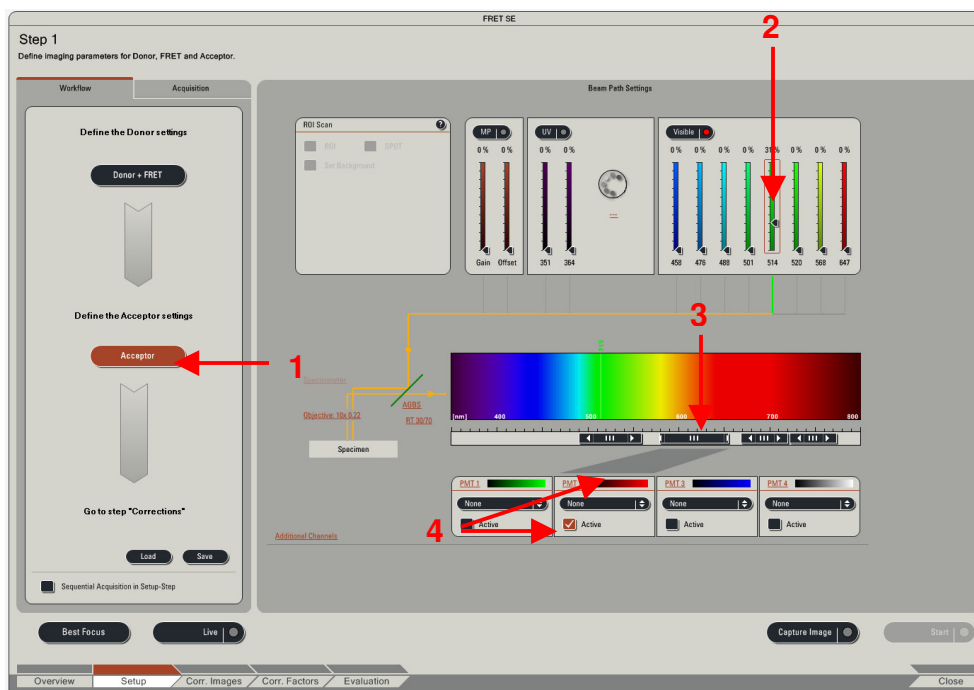 FRET SE
Step 1
Define imaging parameters for Donor, FRET and Acceptor.
2
Workflow
Acquisition
Beam Path Settings
Define the Donor settings
Donor + FRET
Define the Acceptor settings
Acceptor
1
Go to step "Corrections"
Load
Save
Sequential Acquisition in Setup-Step
ROI Scan
?
ROI
SPOT
Set Background
MP
UV
Visible
0 % 0 %
0 % 0 %
0 % 0 % 0 % 0 % 31 % 0 % 0 % 0 %
---
Gain Offset
351 364
458 476 488 501 514 520 568 647
3
AOBS
RT 30/70
Objective: 10x 0.22
Specimen
[nm] 400 500 600 700 800
PMT 1
PMT
PMT 3
PMT 4
None
None
None
None
4
Active
Active
Active
Active
Additional Channels
Best Focus
Live
Capture Image
Start
Overview
Setup
Corr. Images
Corr. Factors
Evaluation
Close